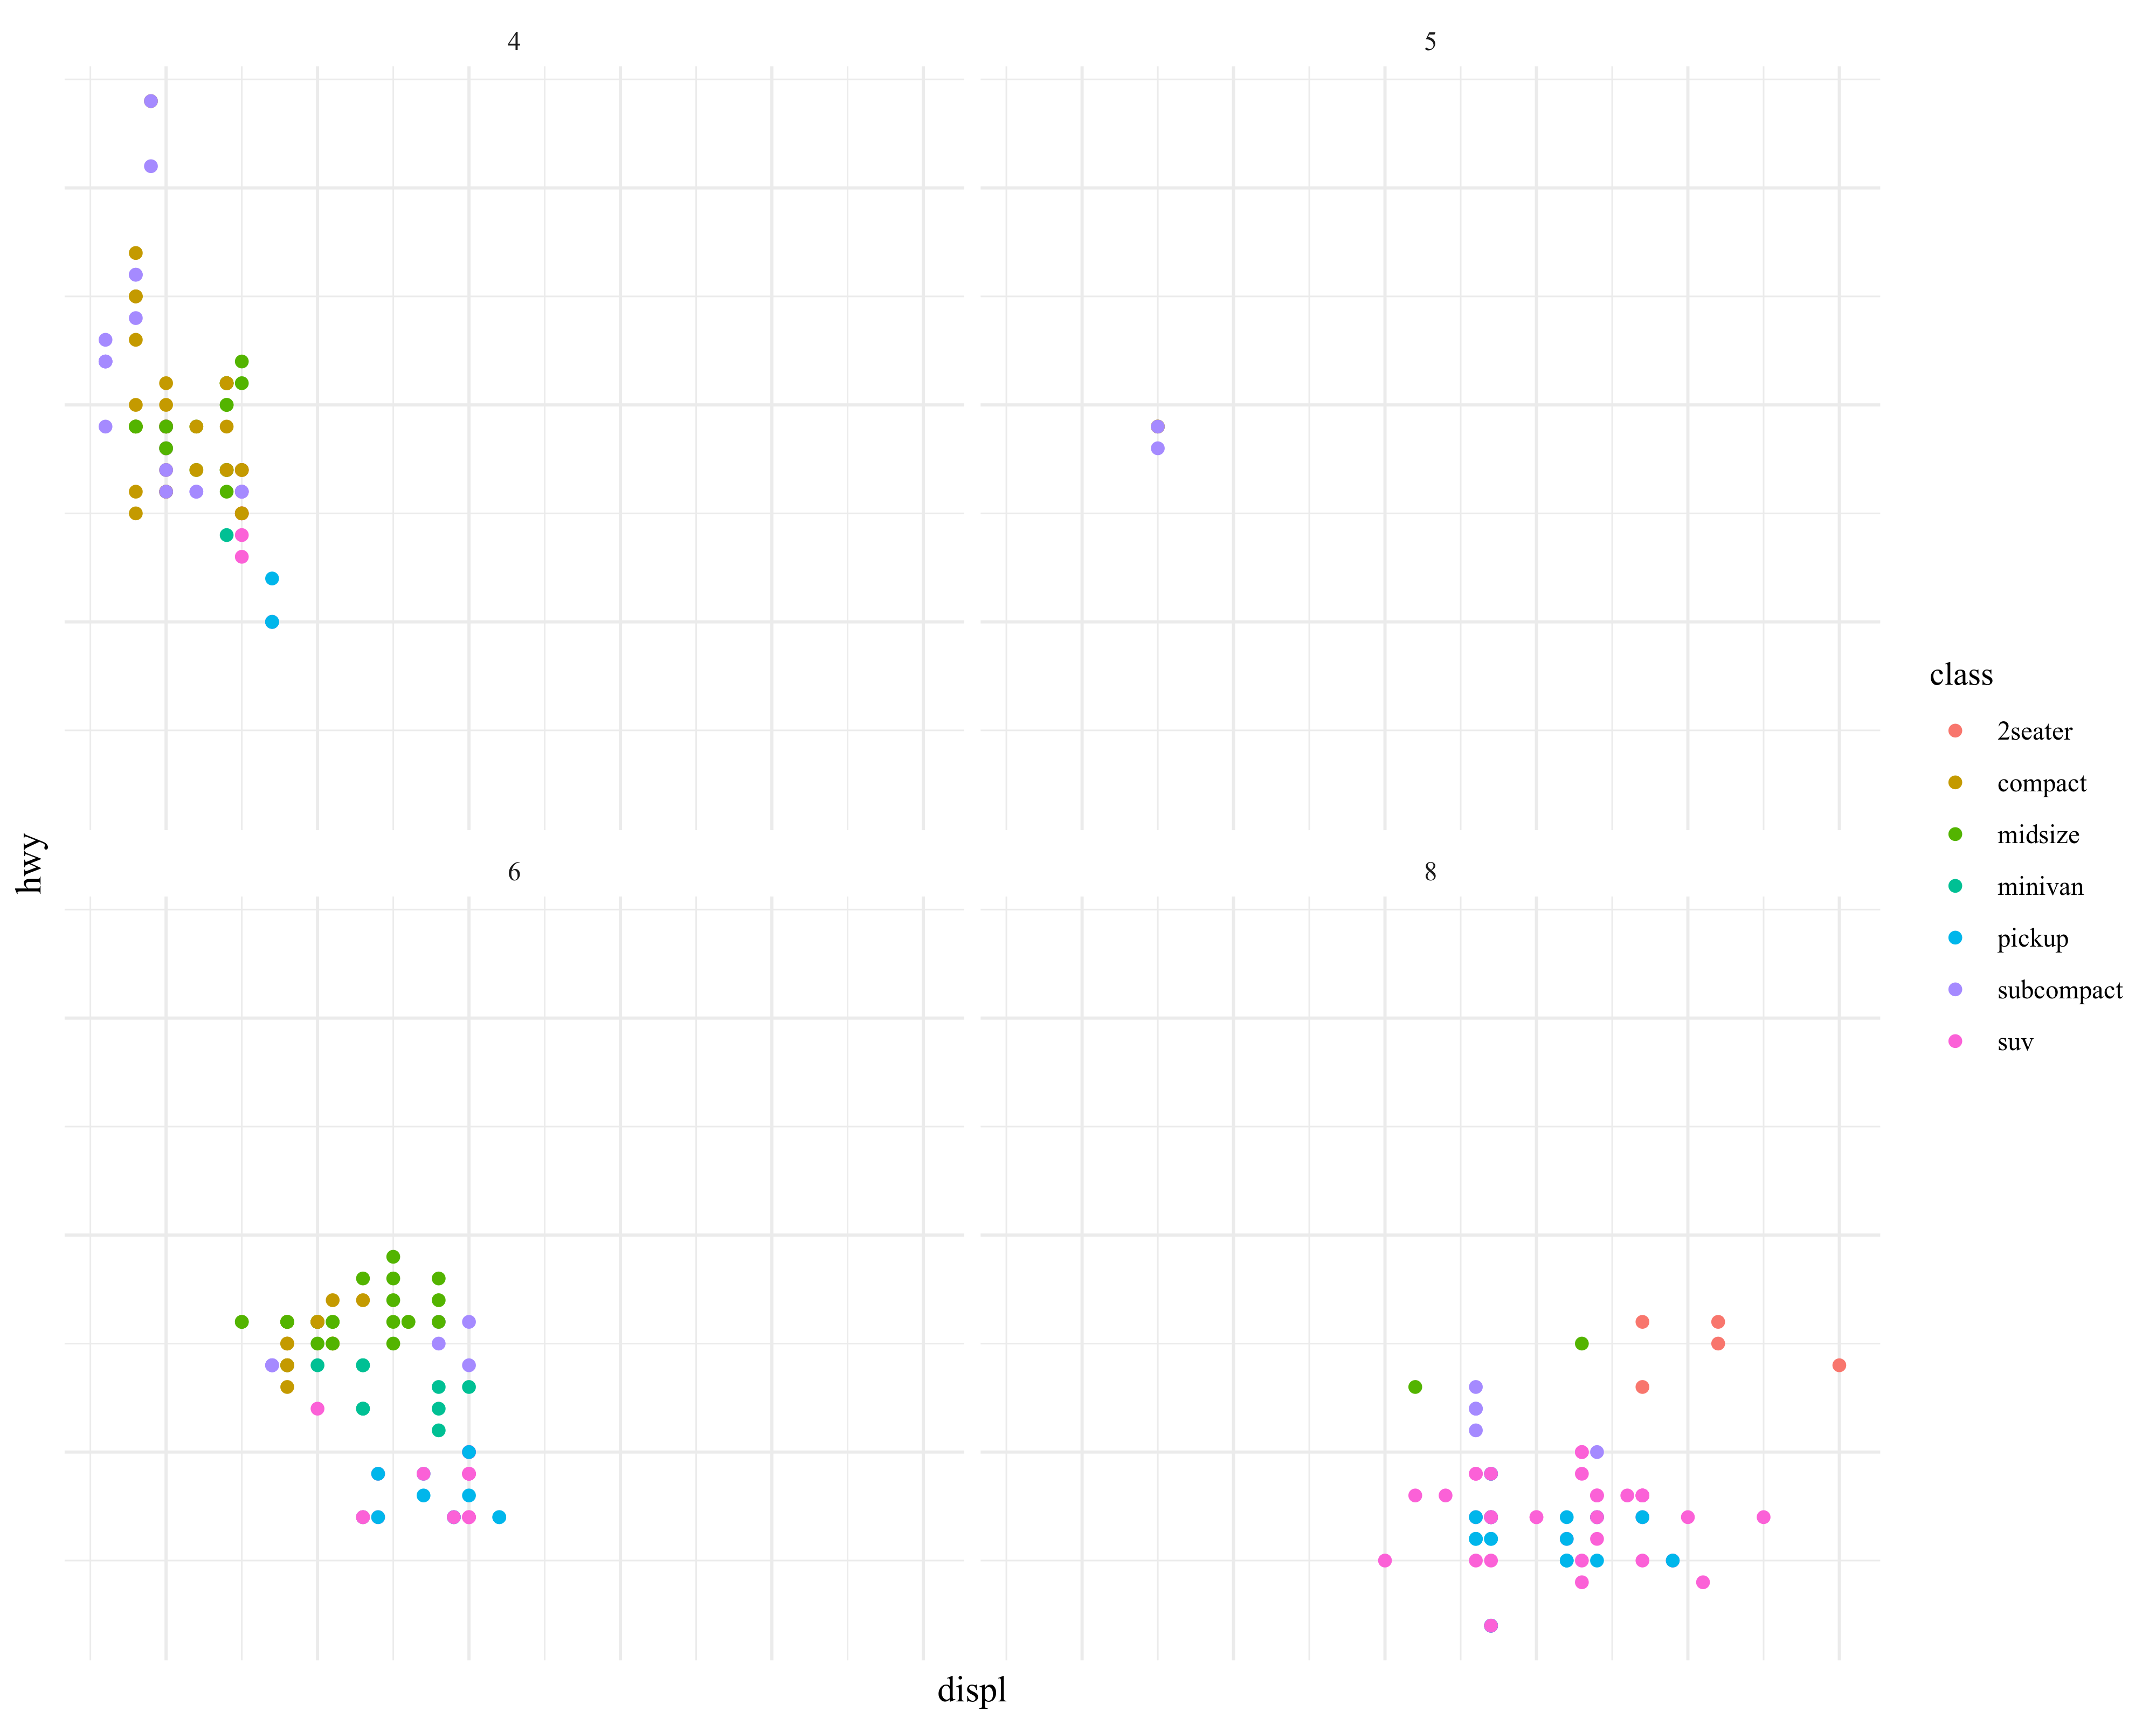 4
5
hwy
6
8
displ
class
2seater
compact
midsize
minivan
pickup
subcompact
suv